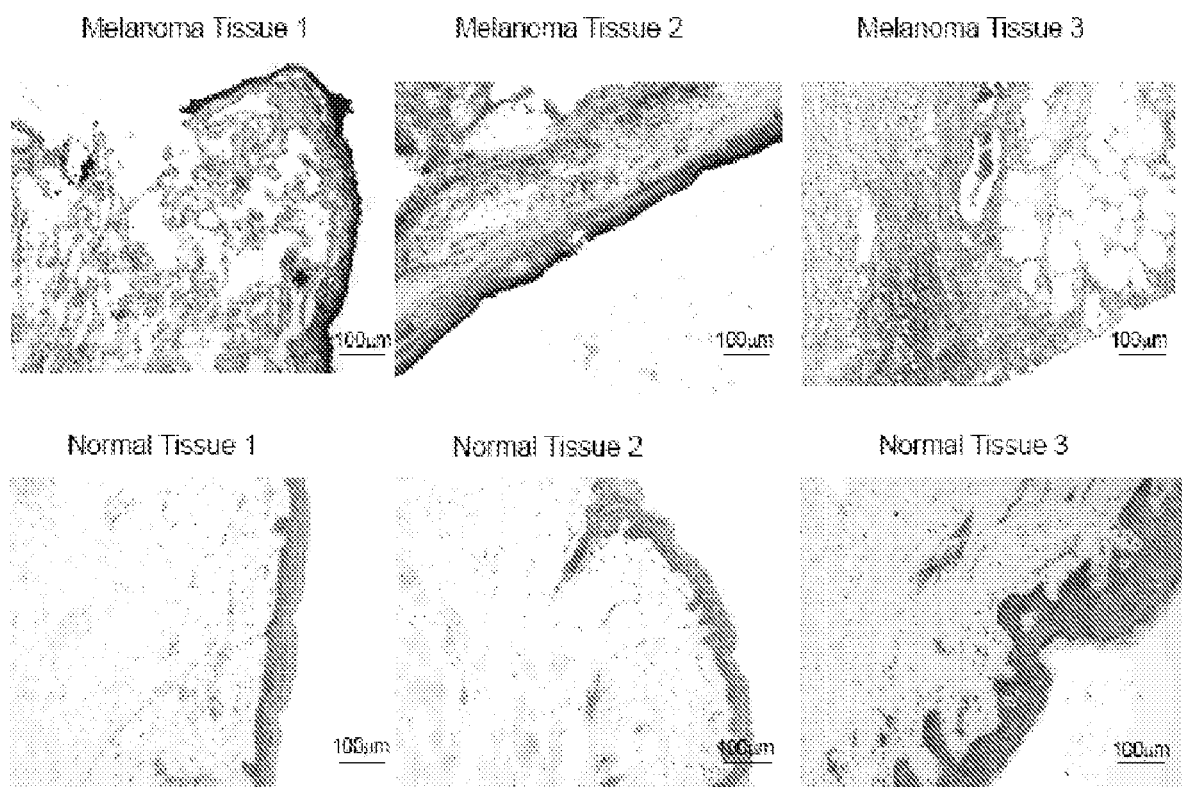 Melanoma Tissue 1
Melanoma Tissue 2
Melanoma Tissue 3
100µm
100µm
100µm
Normal Tissue 1
Normal Tissue 2
Normal Tissue 3
100µm
100µm
100µm